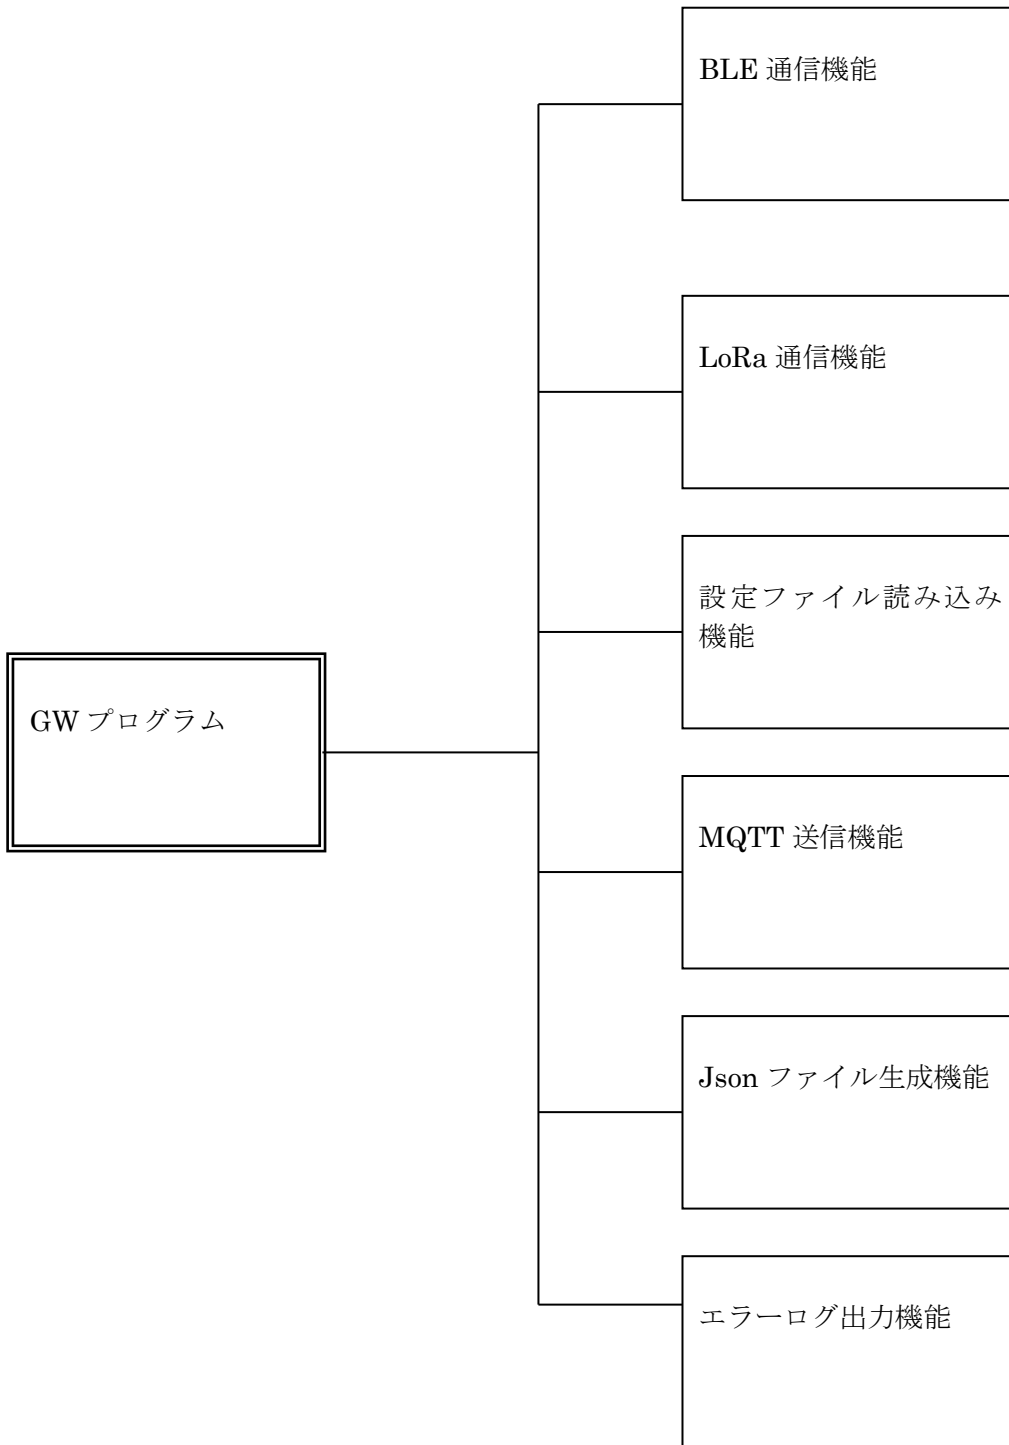 BLE 通信機能
LoRa 通信機能
設定ファイル読み込み
機能
GW プログラム
MQTT 送信機能
Json ファイル生成機能
エラーログ出力機能